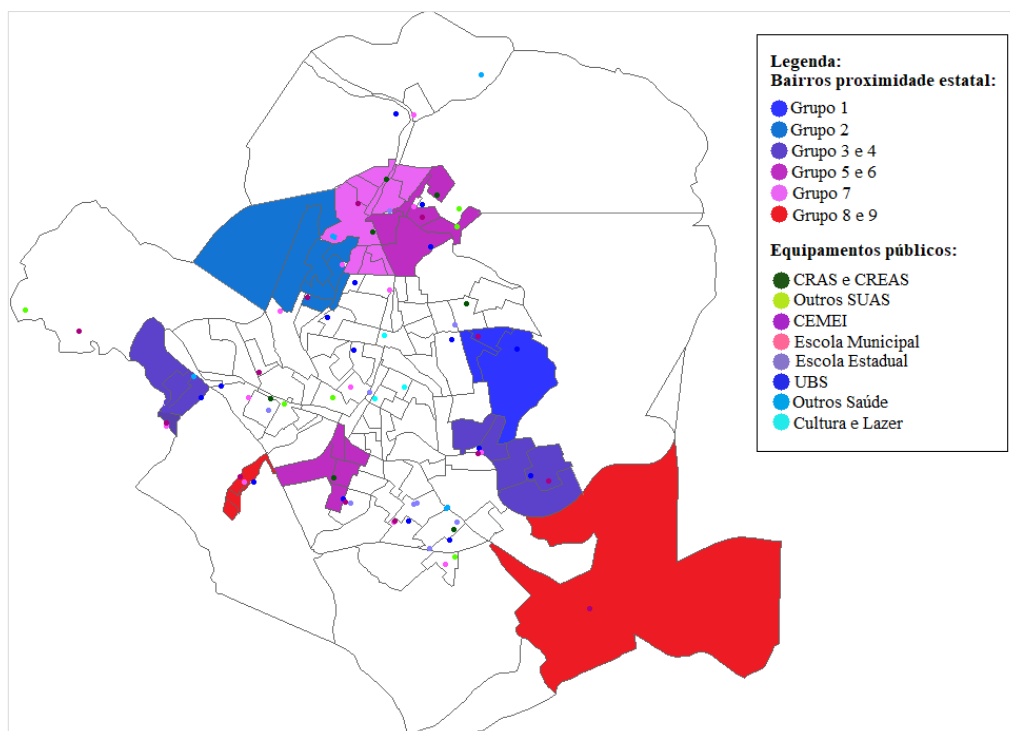 Legenda:
Bairros proximidade estatal:
Grupo 1
Grupo 2
Grupo 3 e 4
Grupo 5 e 6
Grupo 7
Grupo 8 e 9
Equipamentos públicos:
CRAS e CREAS
Outros SUAS
CEMEI
Escola Municipal
Escola Estadual
UBS
Outros Saúde
Cultura e Lazer